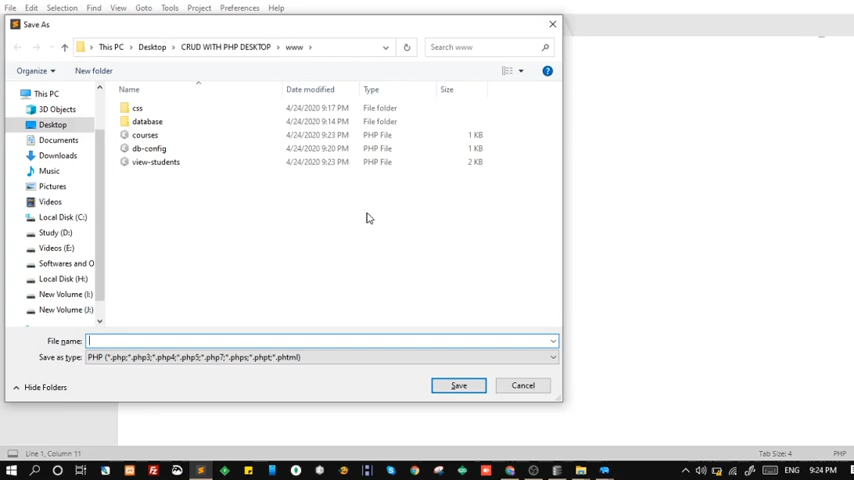 File Edit Selection Find View Goto Tools Project Preferences Help
Save As
This PC > Desktop > CRUD WITH PHP DESKTOP > www >
Search www
Organize New folder
Name Date modified Type Size
This PC
3D Objects
Desktop
Documents
Downloads
Music
Pictures
Videos
Local Disk (C:)
Study (D:)
Videos (E:)
Softwares and O
Local Disk (H:)
New Volume (I:)
New Volume (J:)
css 4/24/2020 9:17 PM File folder
database 4/24/2020 9:14 PM File folder
courses 4/24/2020 9:23 PM PHP File 1 KB
db-config 4/24/2020 9:20 PM PHP File 1 KB
view-students 4/24/2020 9:23 PM PHP File 2 KB
File name:
Save as type: PHP (*.php;*.php3;*.php4;*.php5;*.php7;*.phps;*.phpt;*.phtml)
Hide Folders
Save Cancel
Line 1, Column 11 Tab Size: 4 PHP
ENG 9:24 PM